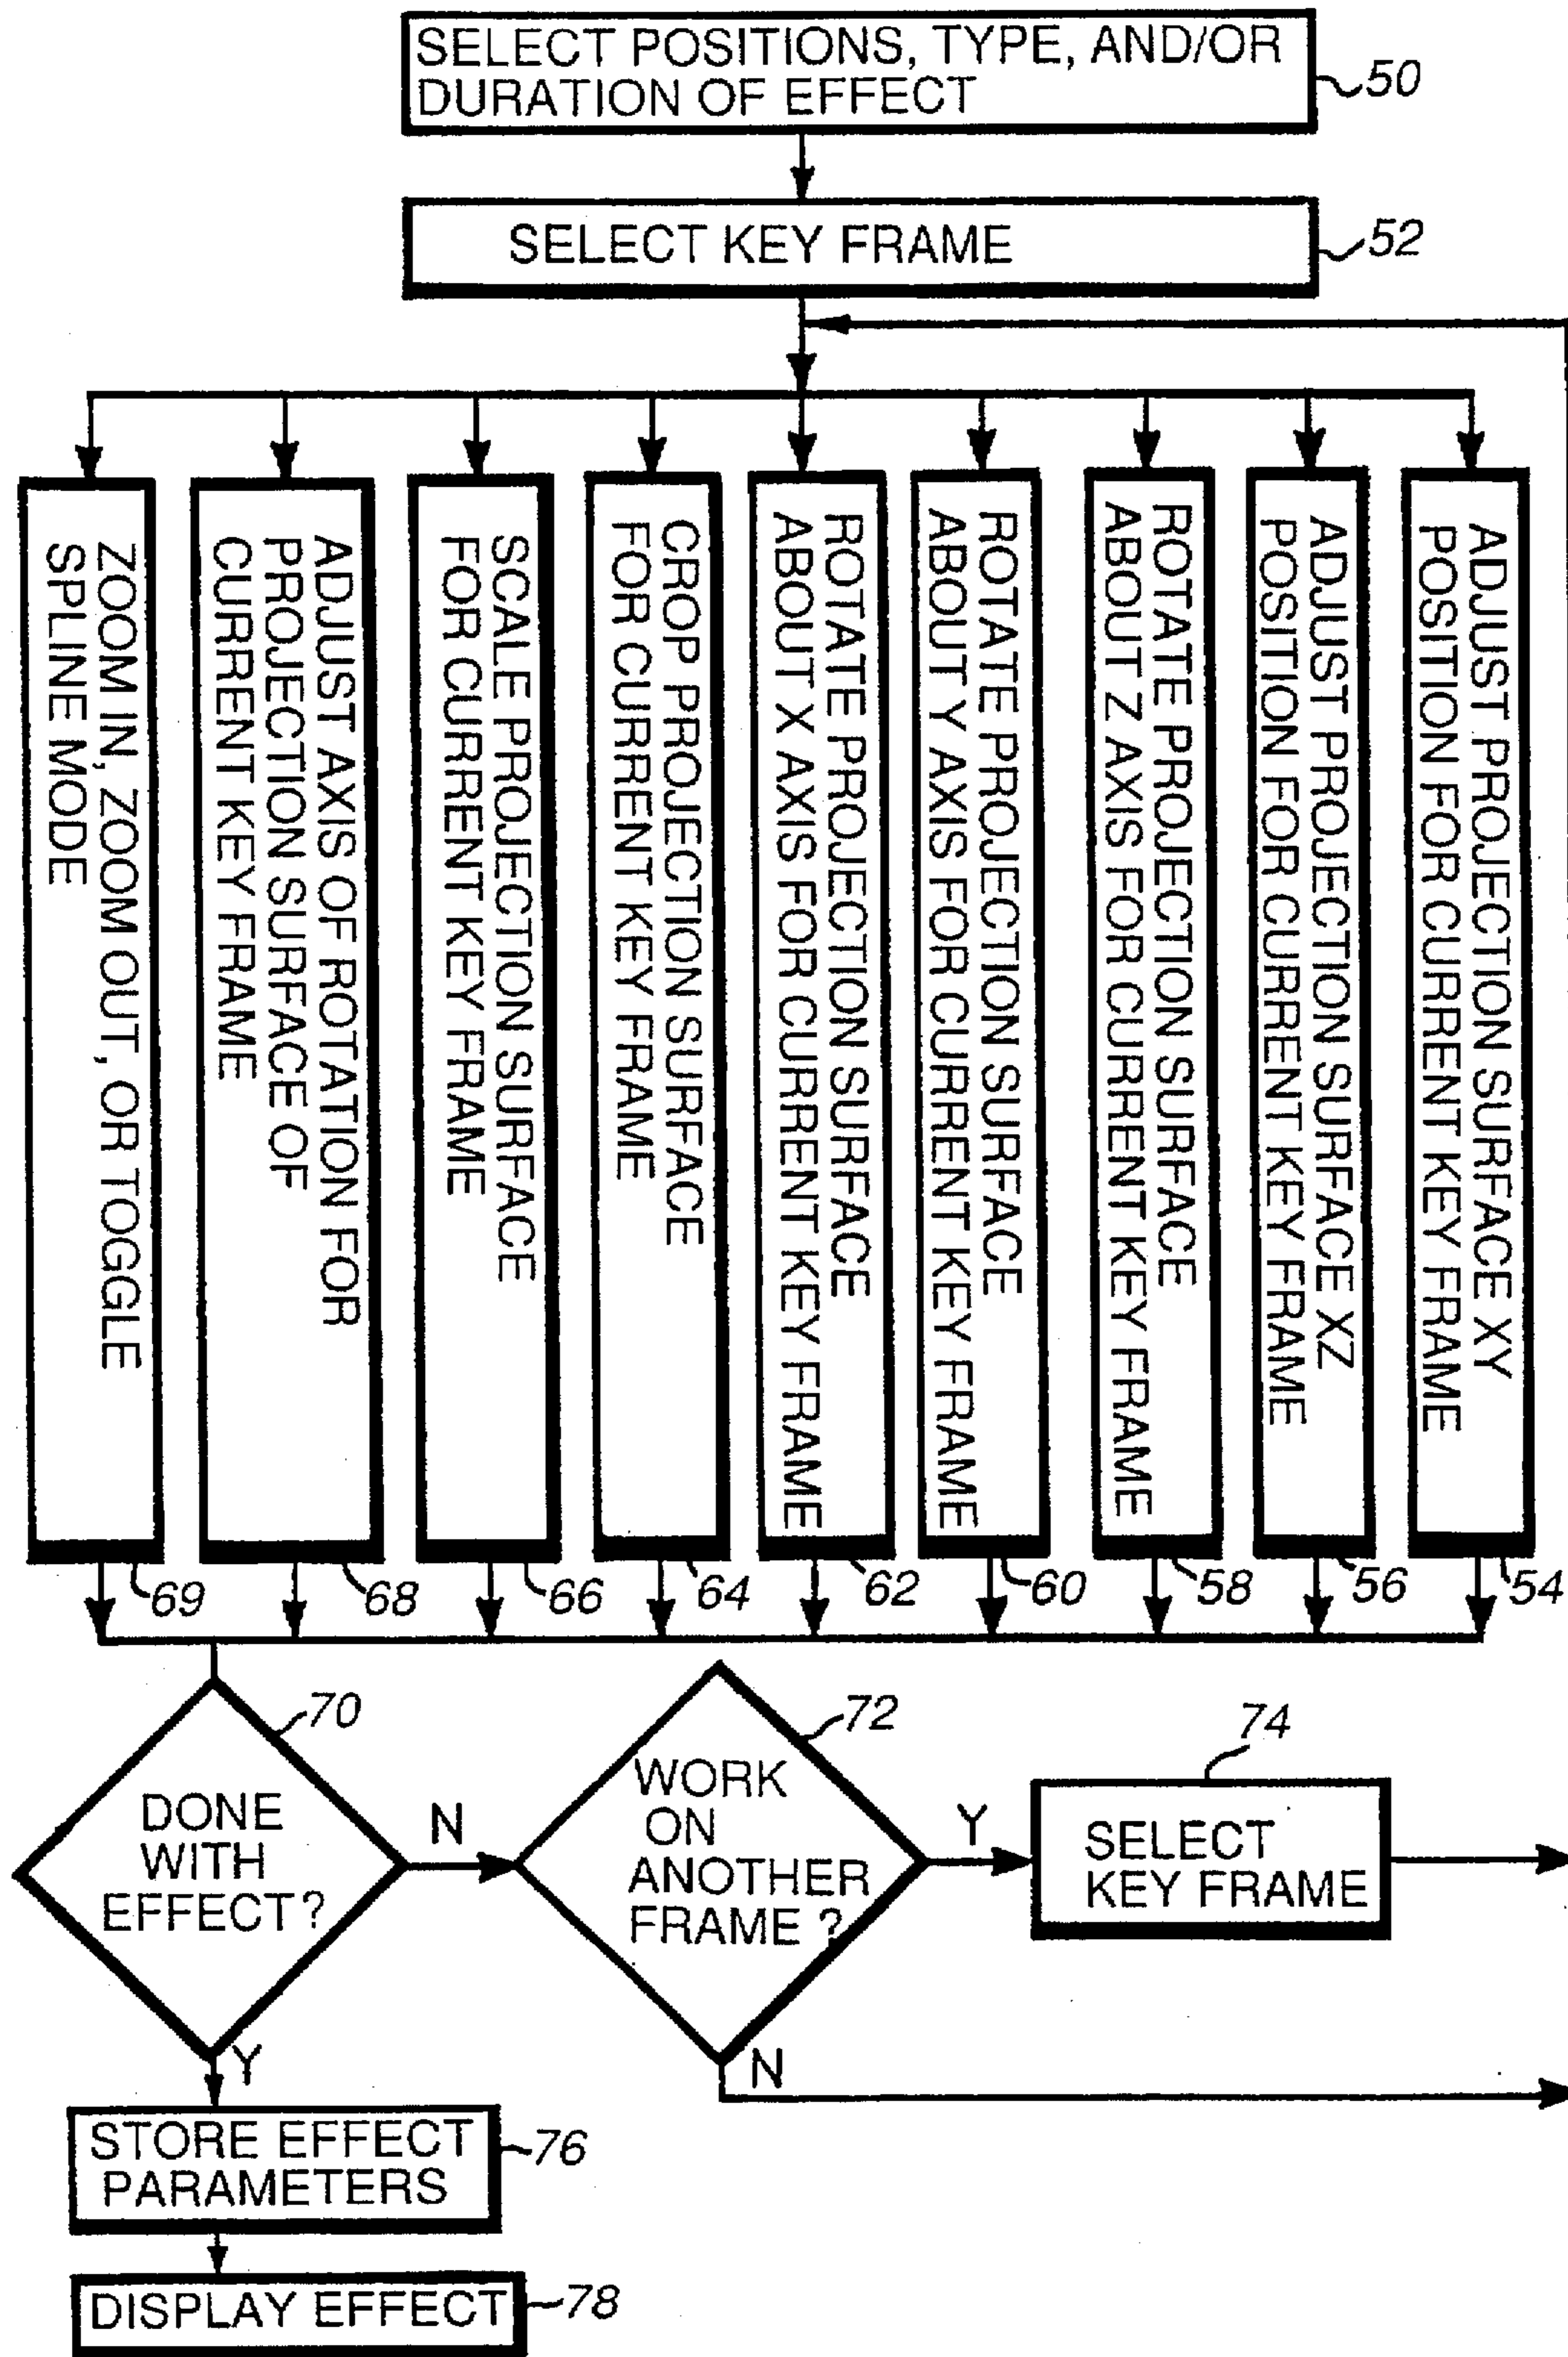 SELECT POSITIONS, TYPE, AND/OR
DURATION OF EFFECT
50
SELECT KEY FRAME
52
ZOOM IN, ZOOM OUT, OR TOGGLE
SPLINE MODE
69
ADJUST AXIS OF ROTATION FOR
PROJECTION SURFACE OF
CURRENT KEY FRAME
68
SCALE PROJECTION SURFACE
FOR CURRENT KEY FRAME
66
CROP PROJECTION SURFACE
FOR CURRENT KEY FRAME
64
ROTATE PROJECTION SURFACE
ABOUT X AXIS FOR CURRENT KEY FRAME
62
ROTATE PROJECTION SURFACE
ABOUT Y AXIS FOR CURRENT KEY FRAME
60
ROTATE PROJECTION SURFACE
ABOUT Z AXIS FOR CURRENT KEY FRAME
58
ADJUST PROJECTION SURFACE XZ
POSITION FOR CURRENT KEY FRAME
56
ADJUST PROJECTION SURFACE XY
POSITION FOR CURRENT KEY FRAME
54
DONE
WITH
EFFECT?
70
N
Y
WORK
ON
ANOTHER
FRAME ?
72
Y
N
SELECT
KEY FRAME
74
STORE EFFECT
PARAMETERS
76
DISPLAY EFFECT
78